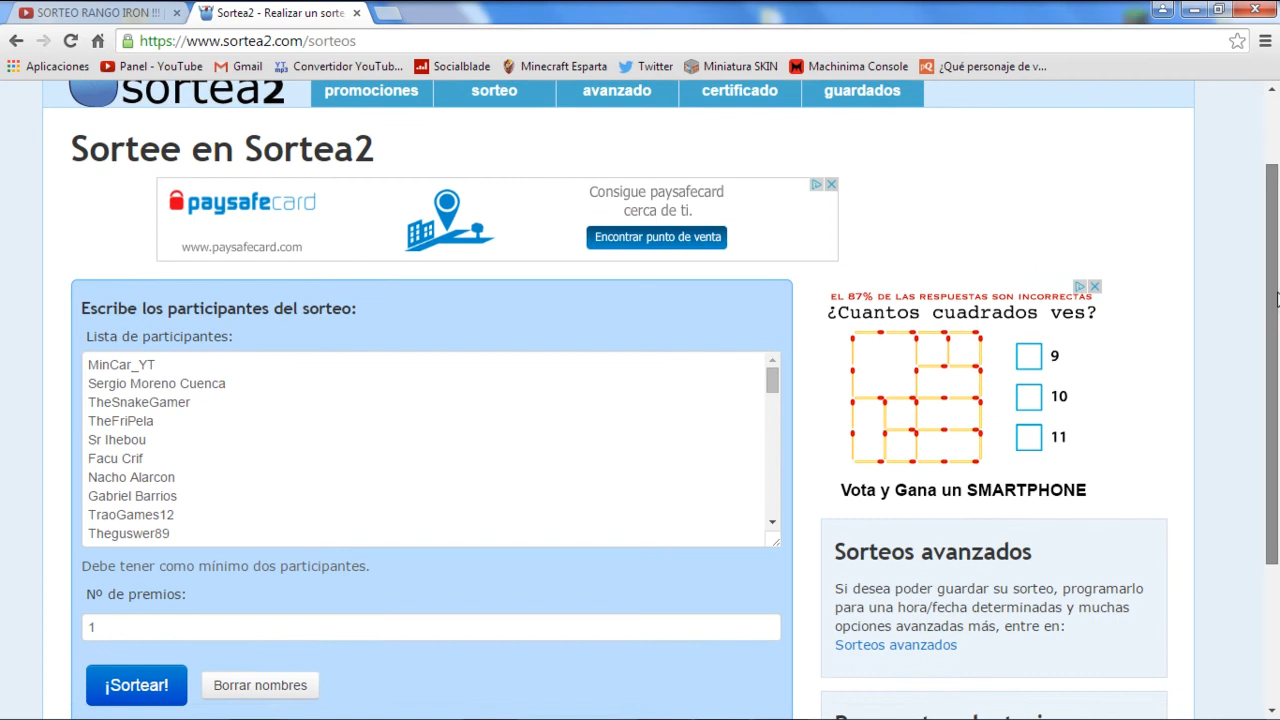 SORTEO RANGO IRON !!!
Sortea2 - Realizar un sorte
https://www.sortea2.com/sorteos
Aplicaciones
Panel - YouTube
Gmail
Convertidor YouTub...
Socialblade
Minecraft Esparta
Twitter
Miniatura SKIN
Machinima Console
¿Qué personaje de v...
sortea2
promociones
sorteo
avanzado
certificado
guardados
Sortee en Sortea2
paysafecard
www.paysafecard.com
Consigue paysafecard
cerca de ti.
Encontrar punto de venta
Escribe los participantes del sorteo:
Lista de participantes:
MinCar_YT
Sergio Moreno Cuenca
TheSnakeGamer
TheFriPela
Sr Ihebou
Facu Crif
Nacho Alarcon
Gabriel Barrios
TraoGames12
Theguswer89
Debe tener como mínimo dos participantes.
Nº de premios:
1
¡Sortear!
Borrar nombres
EL 87% DE LAS RESPUESTAS SON INCORRECTAS
¿Cuantos cuadrados ves?
9
10
11
Vota y Gana un SMARTPHONE
Sorteos avanzados
Si desea poder guardar su sorteo, programarlo
para una hora/fecha determinadas y muchas
opciones avanzadas más, entre en:
Sorteos avanzados